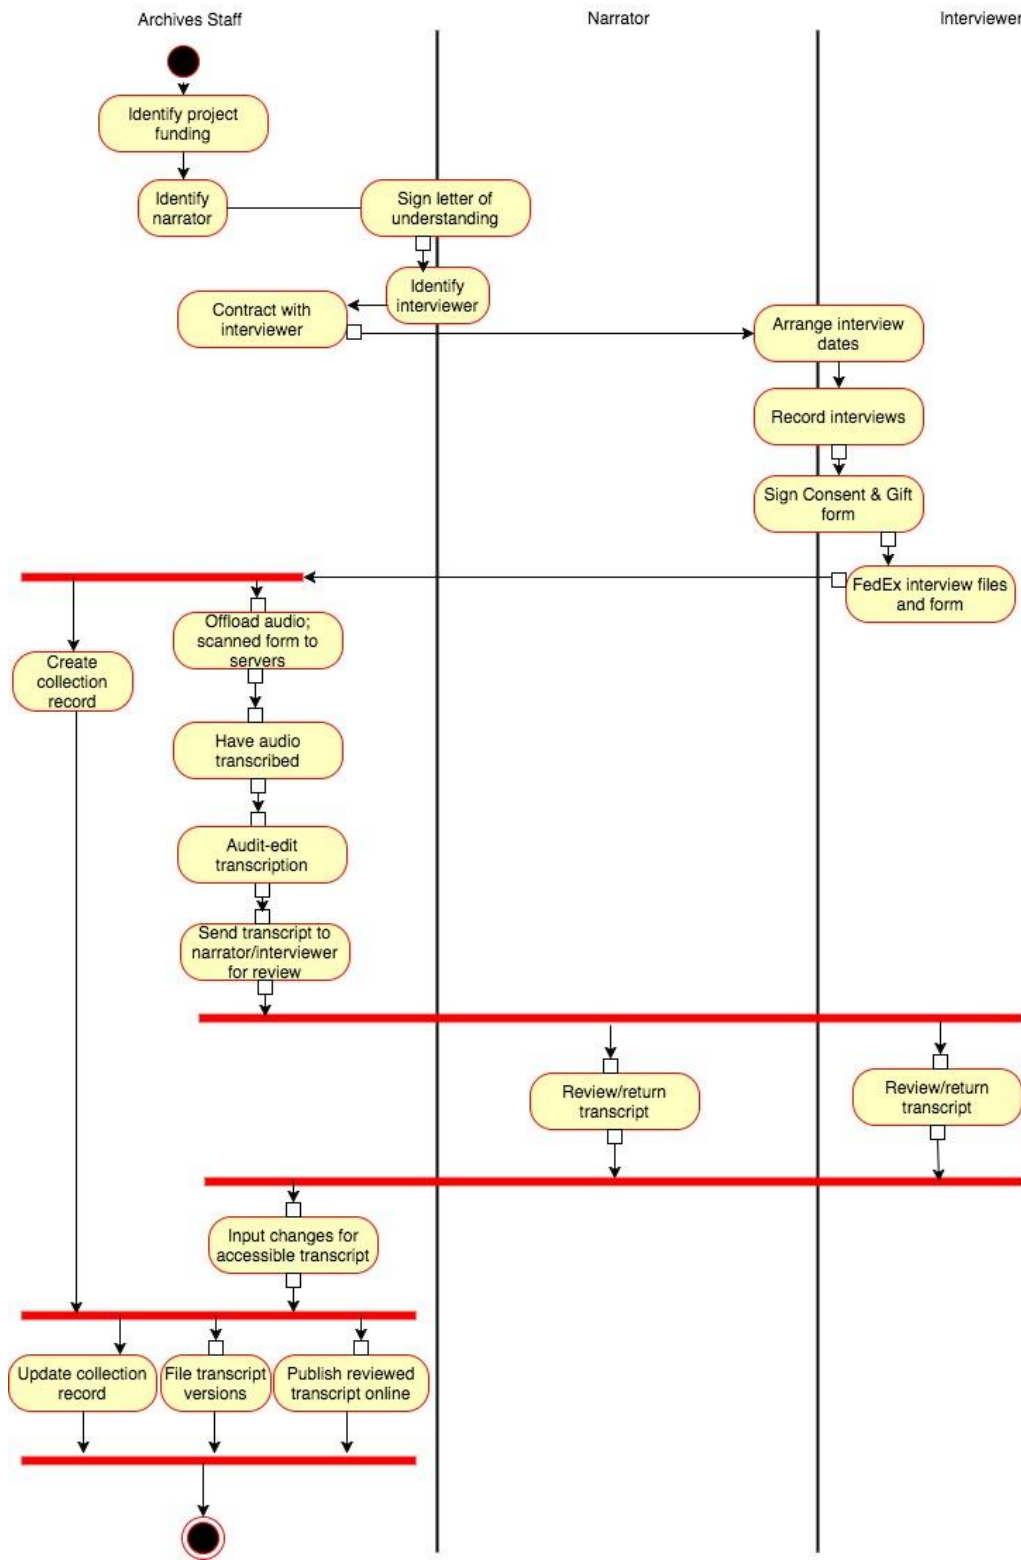 Archives Staff
Narrator
Interviewer
Identify project
funding
Identify
narrator
Sign letter of
understanding
Identify
interviewer
Contract with
interviewer
Arrange interview
dates
Record interviews
Sign Consent & Gift
form
FedEx interview files
and form
Offload audio;
scanned form to
servers
Create
collection
record
Have audio
transcribed
Audit-edit
transcription
Send transcript to
narrator/interviewer
for review
Review/return
transcript
Review/return
transcript
Input changes for
accessible transcript
Update collection
record
File transcript
versions
Publish reviewed
transcript online